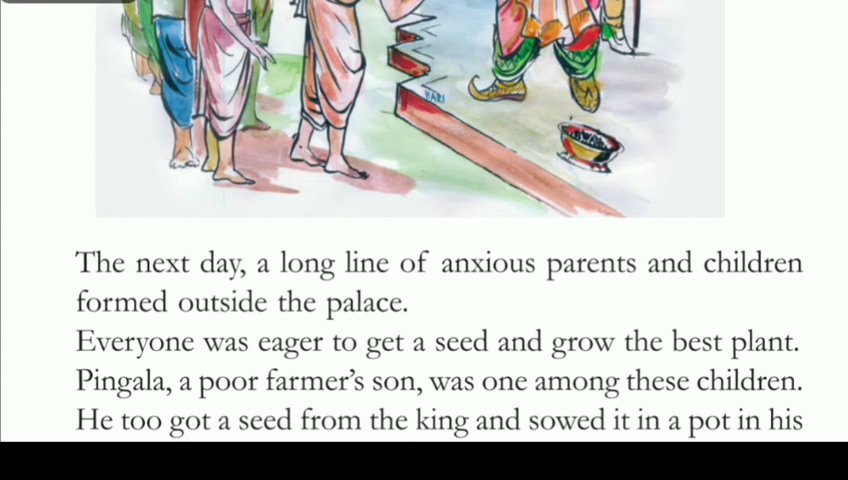 HARI
The next day, a long line of anxious parents and children
formed outside the palace.
Everyone was eager to get a seed and grow the best plant.
Pingala, a poor farmer’s son, was one among these children.
He too got a seed from the king and sowed it in a pot in his